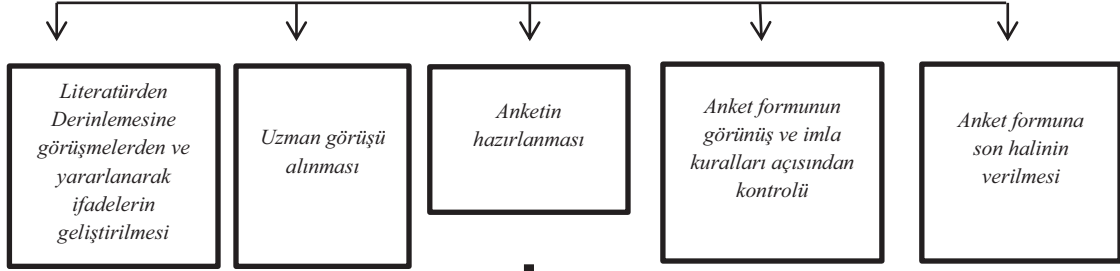 Literatürden
Derinlemesine
görüşmelerden ve
yararlanarak
ifadelerin
geliştirilmesi
Uzman görüşü
alınması
Anketin
hazırlanması
Anket formunun
görünüş ve imla
kuralları açısından
kontrolü
Anket formuna
son halinin
verilmesi